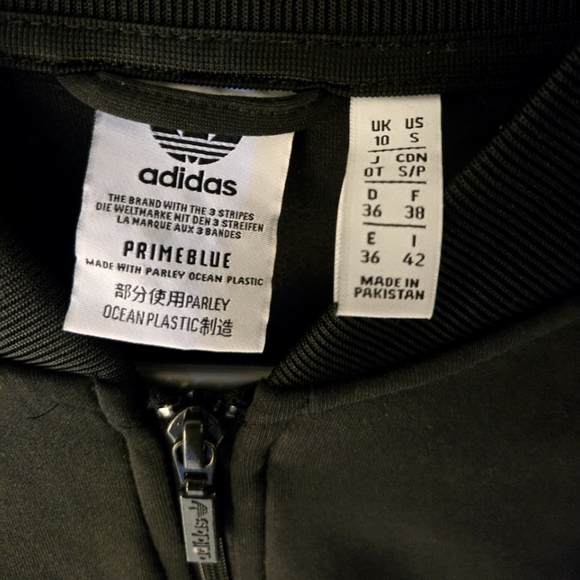 adidas
THE BRAND WITH THE 3 STRIPES
DIE WELTMARKE MIT DEN 3 STREIFEN
LA MARQUE AUX 3 BANDES
PRIMEBLUE
MADE WITH PARLEY OCEAN PLASTIC
部分使用PARLEY
OCEAN PLASTIC制造
UK US
10 S
J CDN
OT S/P
D F
36 38
E I
36 42
MADE IN
PAKISTAN
adidas